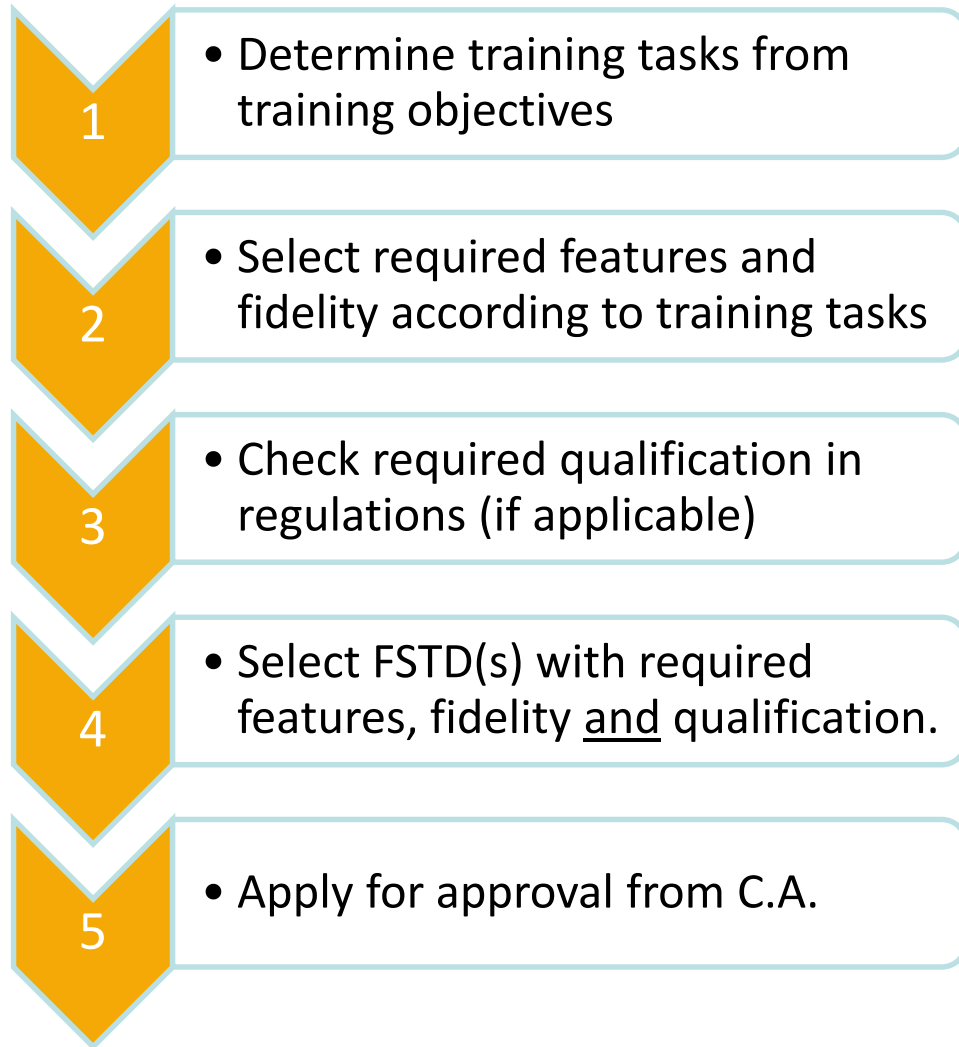 1
• Determine training tasks from
training objectives
2
• Select required features and
fidelity according to training tasks
3
• Check required qualification in
regulations (if applicable)
4
• Select FSTD(s) with required
features, fidelity and qualification.
5
• Apply for approval from C.A.